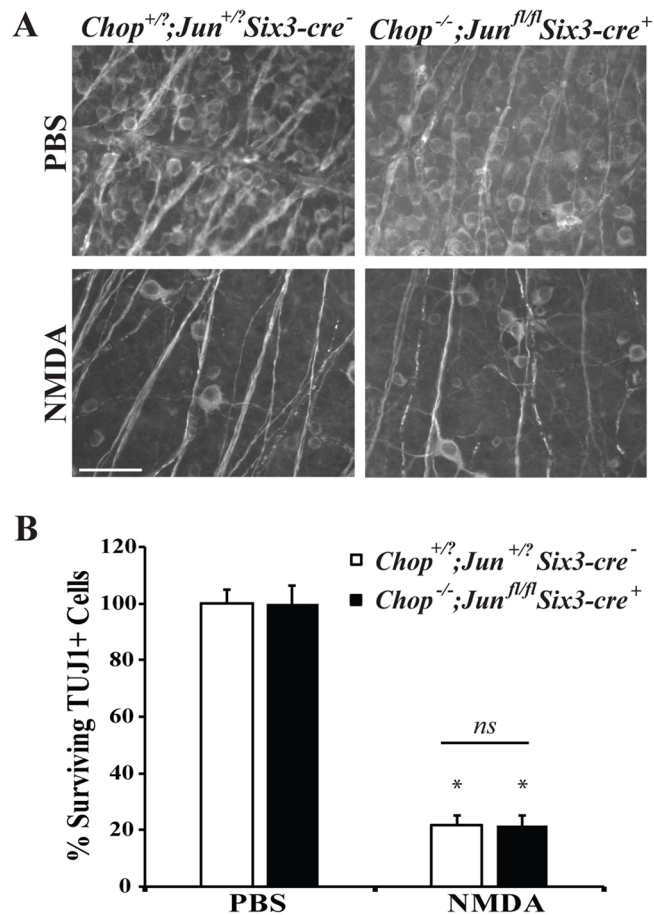 A
Chop+/?;Jun+/?Six3-cre- Chop-/-;Junfl/flSix3-cre+
PBS
NMDA
B
% Surviving TUJ1+ Cells
120
100
80
60
40
20
0
Chop+/?;Jun+/?Six3-cre-
Chop-/-;Junfl/flSix3-cre+
ns
* *
PBS NMDA